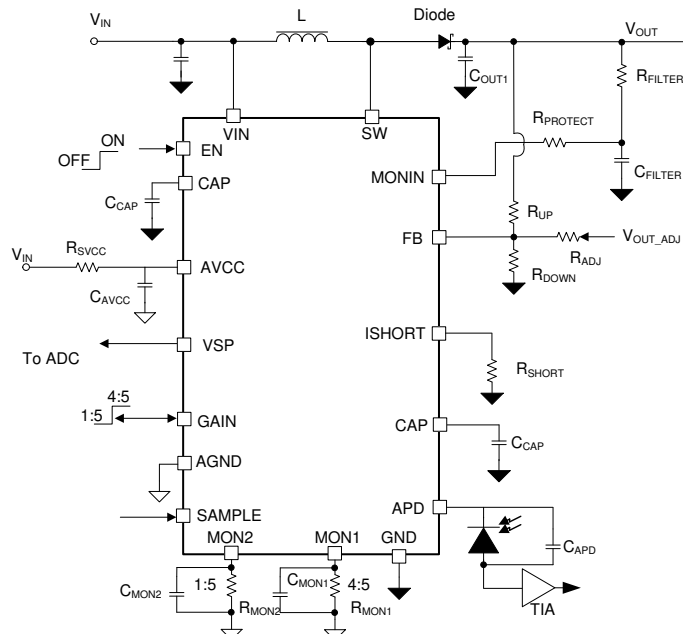 VIN
L
Diode
VOUT
COUT1
RFILTER
RPROTECT
CFILTER
VIN
SW
ON
OFF
EN
CAP
CCAP
MONIN
RUP
FB
VOUT_ADJ
RADJ
RDOWN
VIN
RSVCC
AVCC
CAVCC
VSP
To ADC
ISHORT
RSHORT
4:5
1:5
GAIN
CAP
CCAP
AGND
APD
SAMPLE
MON2
MON1
GND
CAPD
CMON2
1:5
RMON2
CMON1
4:5
RMON1
TIA